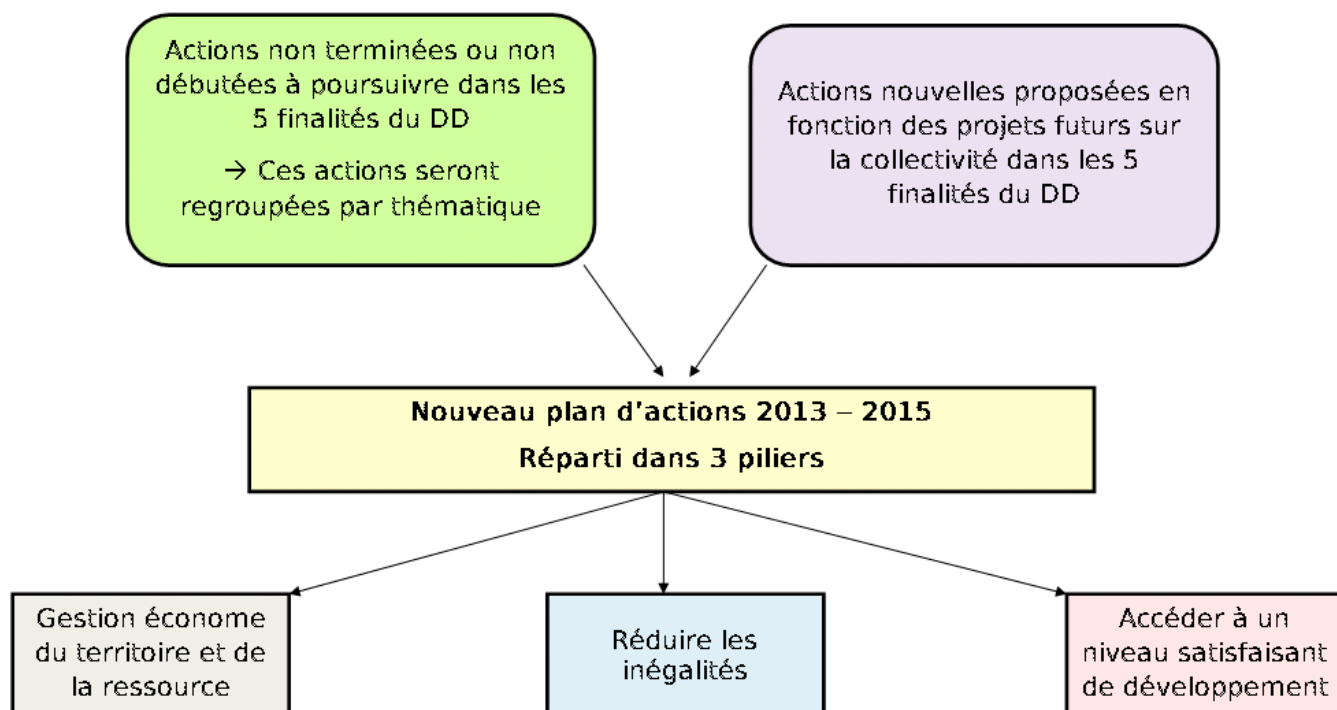 Actions non terminées ou non
débutées à poursuivre dans les
5 finalités du DD
→ Ces actions seront
regroupées par thématique
Actions nouvelles proposées en
fonction des projets futurs sur
la collectivité dans les 5
finalités du DD
Nouveau plan d’actions 2013 – 2015
Réparti dans 3 piliers
Gestion économe
du territoire et de
la ressource
Réduire les
inégalités
Accéder à un
niveau satisfaisant
de développement